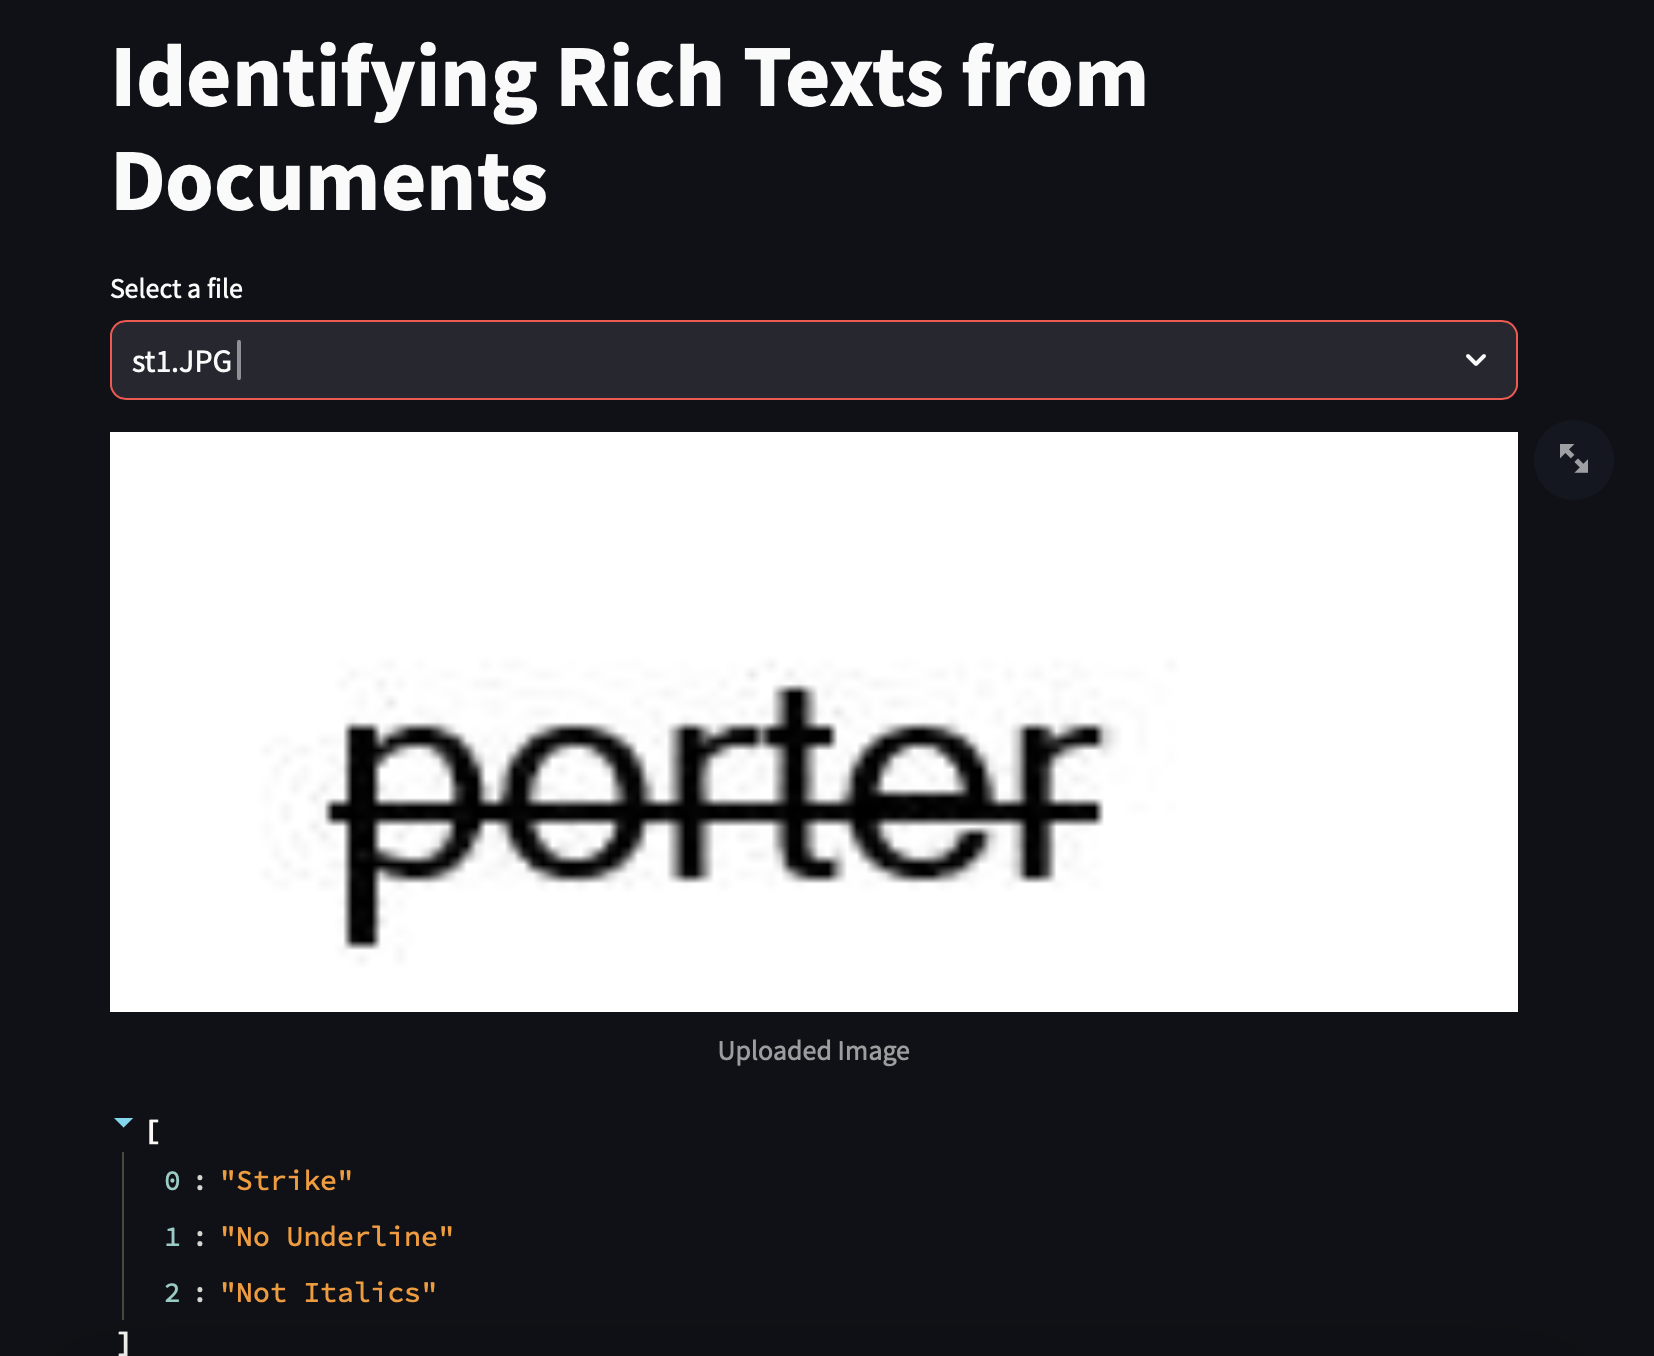 Identifying Rich Texts from
Documents
Select a file
st1.JPG
porter
Uploaded Image
[
0 : "Strike"
1 : "No Underline"
2 : "Not Italics"
]